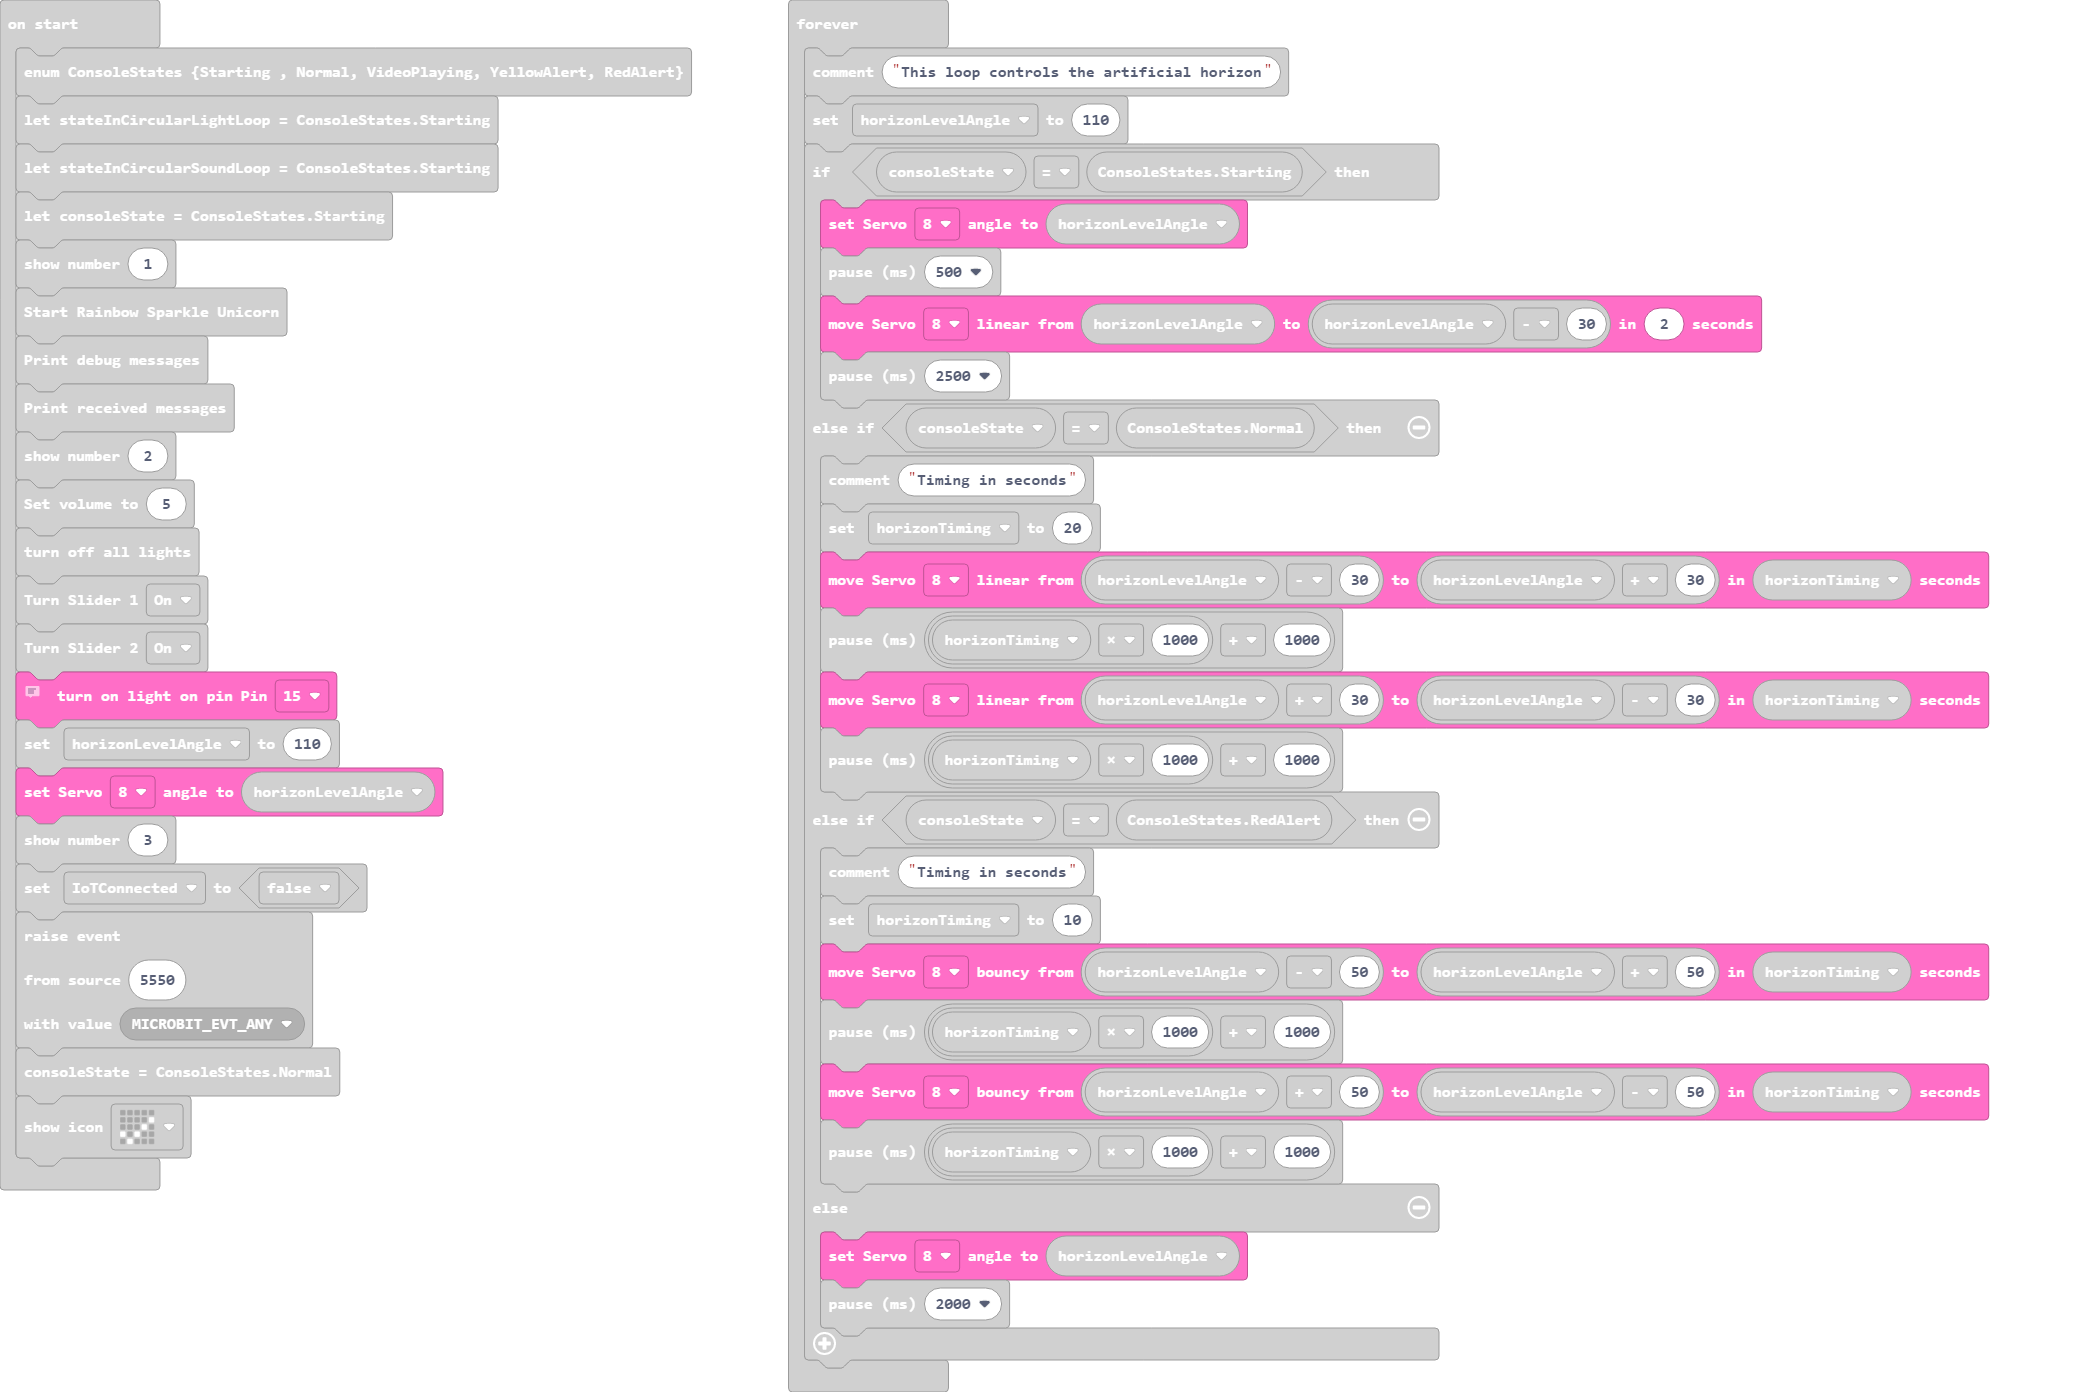 on start
enum ConsoleStates {Starting , Normal, VideoPlaying, YellowAlert, RedAlert}
let stateInCircularLightLoop = ConsoleStates.Starting
let stateInCircularSoundLoop = ConsoleStates.Starting
let consoleState = ConsoleStates.Starting
show number 1
Start Rainbow Sparkle Unicorn
Print debug messages
Print received messages
show number 2
Set volume to 5
turn off all lights
Turn Slider 1 On
Turn Slider 2 On
turn on light on pin Pin 15
set horizonLevelAngle to 110
set Servo 8 angle to horizonLevelAngle
show number 3
set IoTConnected to false
raise event
from source 5550
with value MICROBIT_EVT_ANY
consoleState = ConsoleStates.Normal
show icon
forever
comment "This loop controls the artificial horizon"
set horizonLevelAngle to 110
if consoleState = ConsoleStates.Starting then
set Servo 8 angle to horizonLevelAngle
pause (ms) 500
move Servo 8 linear from horizonLevelAngle to horizonLevelAngle - 30 in 2 seconds
pause (ms) 2500
else if consoleState = ConsoleStates.Normal then
comment "Timing in seconds"
set horizonTiming to 20
move Servo 8 linear from horizonLevelAngle - 30 to horizonLevelAngle + 30 in horizonTiming seconds
pause (ms) horizonTiming × 1000 + 1000
move Servo 8 linear from horizonLevelAngle + 30 to horizonLevelAngle - 30 in horizonTiming seconds
pause (ms) horizonTiming × 1000 + 1000
else if consoleState = ConsoleStates.RedAlert then
comment "Timing in seconds"
set horizonTiming to 10
move Servo 8 bouncy from horizonLevelAngle - 50 to horizonLevelAngle + 50 in horizonTiming seconds
pause (ms) horizonTiming × 1000 + 1000
move Servo 8 bouncy from horizonLevelAngle + 50 to horizonLevelAngle - 50 in horizonTiming seconds
pause (ms) horizonTiming × 1000 + 1000
else
set Servo 8 angle to horizonLevelAngle
pause (ms) 2000